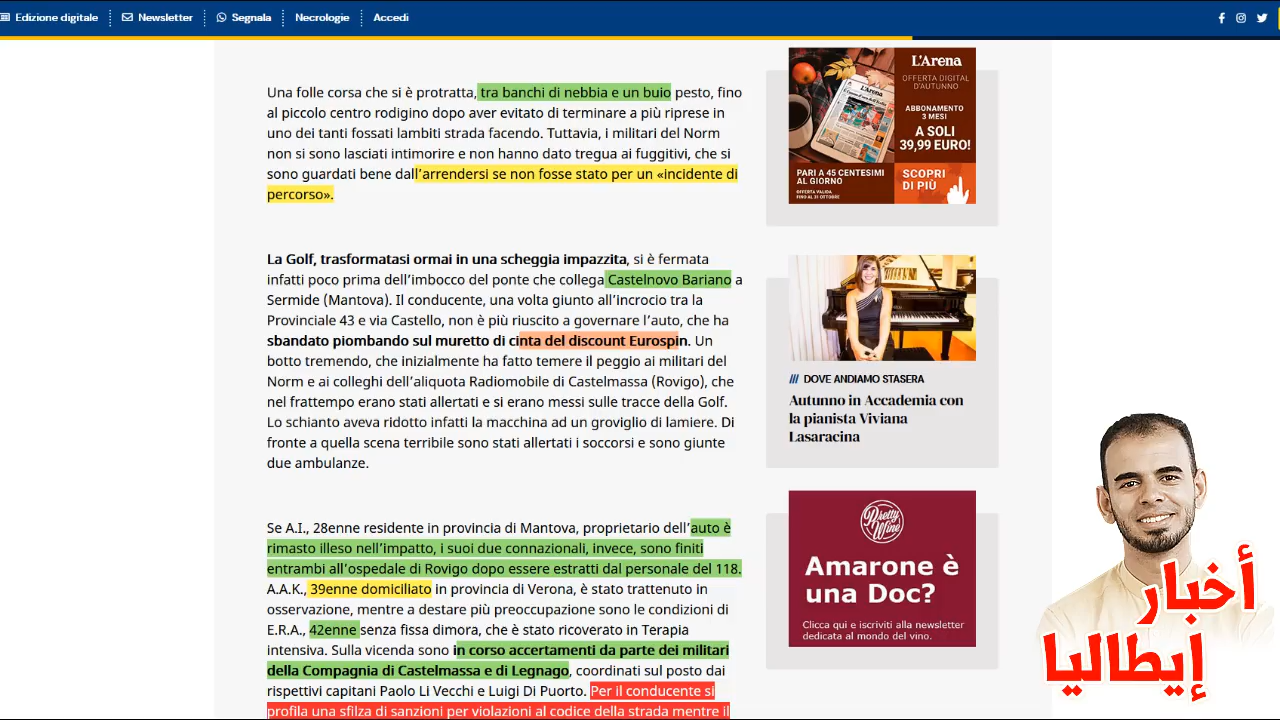 Edizione digitale
Newsletter
Segnala
Necrologie
Accedi
Una folle corsa che si è protratta, tra banchi di nebbia e un buio pesto, fino
al piccolo centro rodigino dopo aver evitato di terminare a più riprese in
uno dei tanti fossati lambiti strada facendo. Tuttavia, i militari del Norm
non si sono lasciati intimorire e non hanno dato tregua ai fuggitivi, che si
sono guardati bene dall’arrendersi se non fosse stato per un «incidente di
percorso».
La Golf, trasformatasi ormai in una scheggia impazzita, si è fermata
infatti poco prima dell’imbocco del ponte che collega Castelnovo Bariano a
Sermide (Mantova). Il conducente, una volta giunto all’incrocio tra la
Provinciale 43 e via Castello, non è più riuscito a governare l’auto, che ha
sbandato piombando sul muretto di cinta del discount Eurospin. Un
botto tremendo, che inizialmente ha fatto temere il peggio ai militari del
Norm e ai colleghi dell’aliquota Radiomobile di Castelmassa (Rovigo), che
nel frattempo erano stati allertati e si erano messi sulle tracce della Golf.
Lo schianto aveva ridotto infatti la macchina ad un groviglio di lamiere. Di
fronte a quella scena terribile sono stati allertati i soccorsi e sono giunte
due ambulanze.
Se A.I., 28enne residente in provincia di Mantova, proprietario dell’auto è
rimasto illeso nell’impatto, i suoi due connazionali, invece, sono finiti
entrambi all’ospedale di Rovigo dopo essere estratti dal personale del 118.
A.A.K., 39enne domiciliato in provincia di Verona, è stato trattenuto in
osservazione, mentre a destare più preoccupazione sono le condizioni di
E.R.A., 42enne senza fissa dimora, che è stato ricoverato in Terapia
intensiva. Sulla vicenda sono in corso accertamenti da parte dei militari
della Compagnia di Castelmassa e di Legnago, coordinati sul posto dai
rispettivi capitani Paolo Li Vecchi e Luigi Di Puorto. Per il conducente si
profila una sfilza di sanzioni per violazioni al codice della strada mentre il
L'Arena
OFFERTA DIGITAL
D'AUTUNNO
ABBONAMENTO
3 MESI
A SOLI
39,99 EURO!
L'Arena
PARI A 45 CENTESIMI
AL GIORNO
OFFERTA VALIDA
FINO AL 31 OTTOBRE
SCOPRI
DI PIÙ
DOVE ANDIAMO STASERA
Autunno in Accademia con
la pianista Viviana
Lasaracina
Pretty
Wine
Amarone è
una Doc?
Clicca qui e iscriviti alla newsletter
dedicata al mondo del vino.
أخبار
إيطاليا